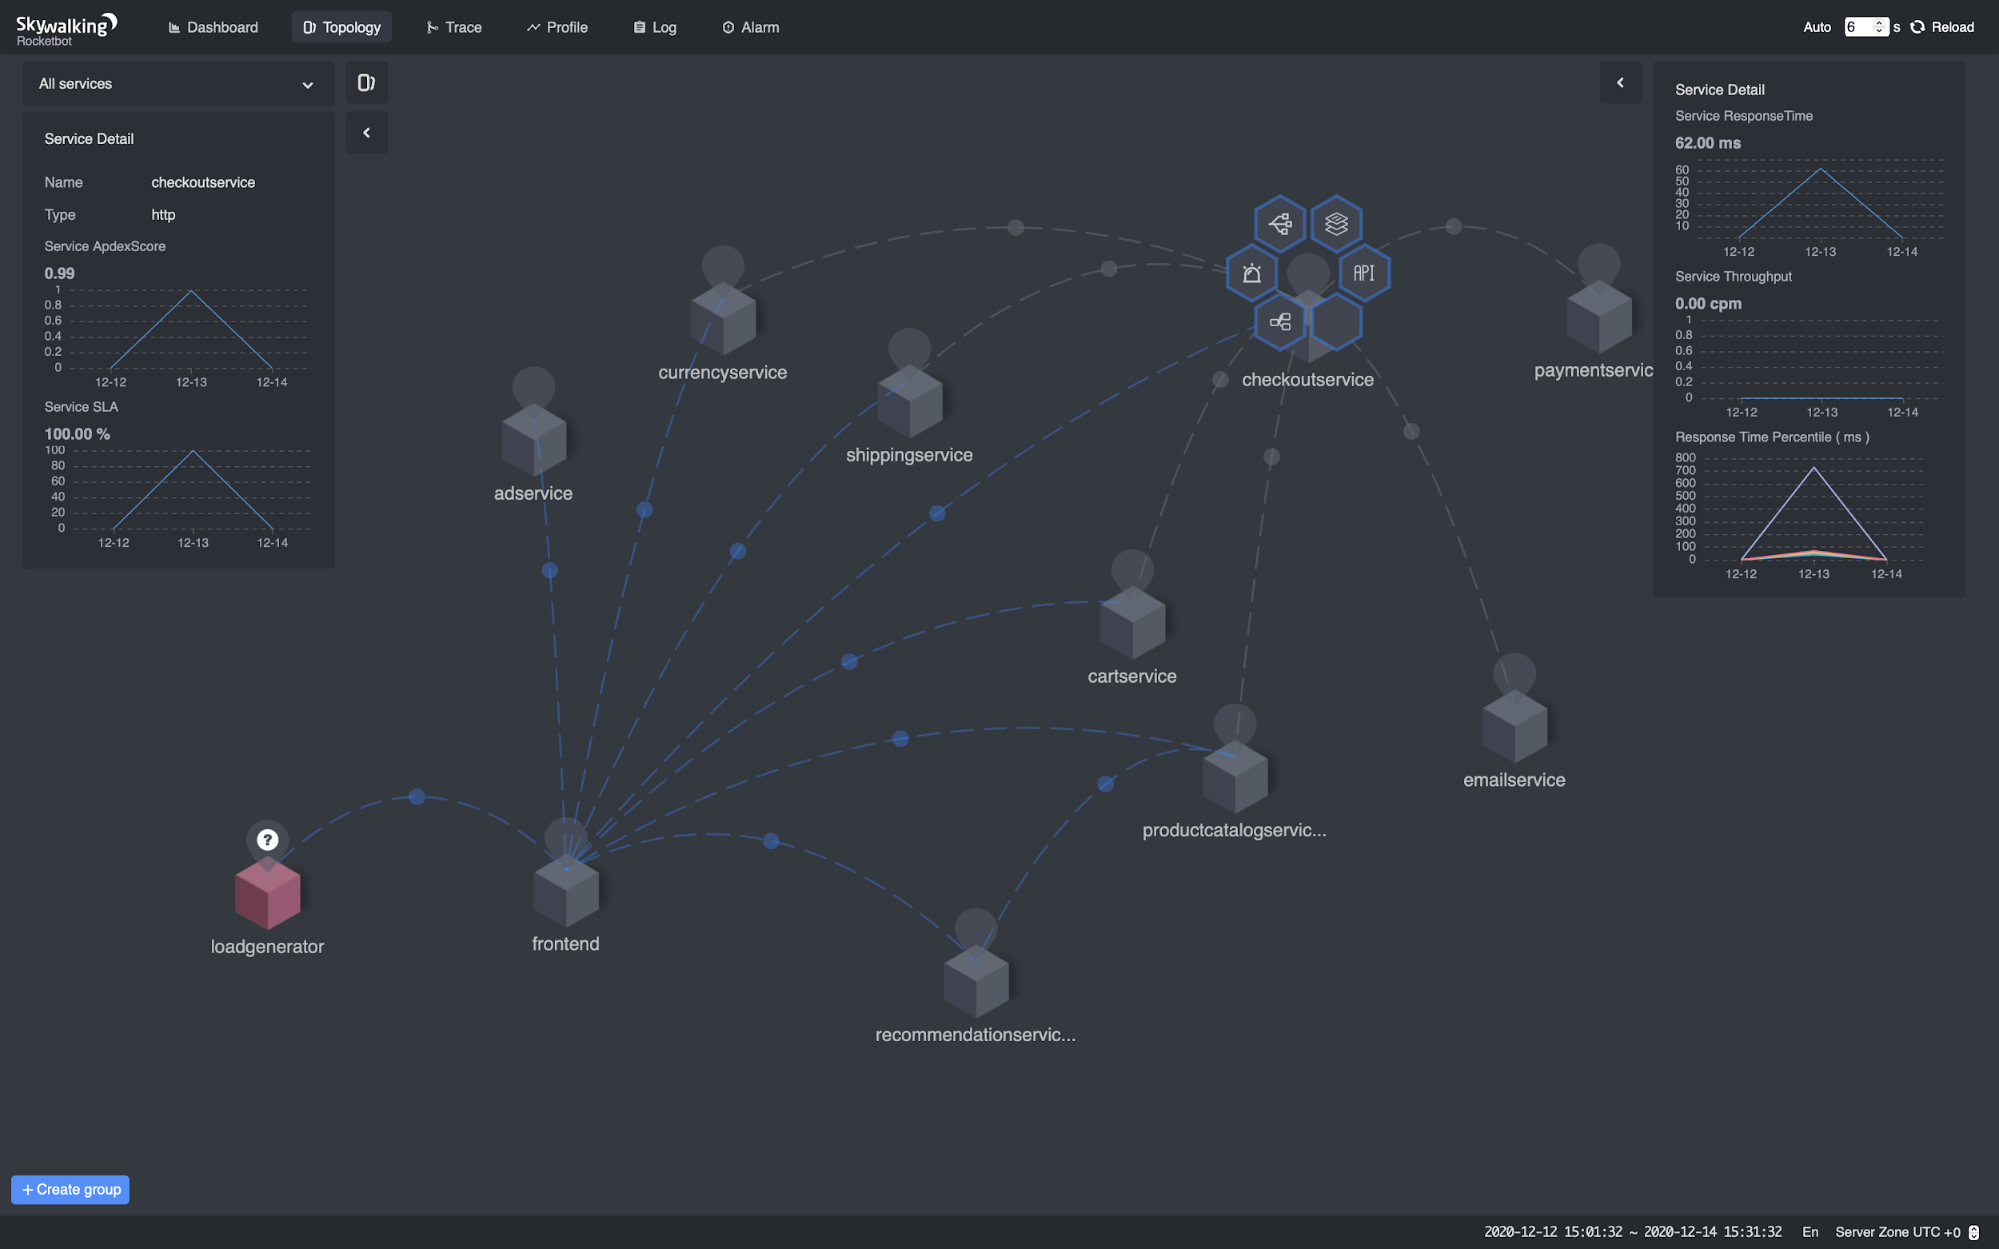 Skywalking
Rocketbot
Dashboard
Topology
Trace
Profile
Log
Alarm
Auto 6 s Reload
All services
Service Detail
Name checkoutservice
Type http
Service ApdexScore
0.99
1
0.8
0.6
0.4
0.2
0
12-12 12-13 12-14
Service SLA
100.00 %
100
80
60
40
20
0
12-12 12-13 12-14
API
currencyservice
checkoutservice
paymentservic
shippingservice
adservice
cartservice
emailservice
productcatalogservic...
?
loadgenerator
frontend
recommendationservic...
Service Detail
Service ResponseTime
62.00 ms
60
50
40
30
20
10
12-12 12-13 12-14
Service Throughput
0.00 cpm
1
0.8
0.6
0.4
0.2
0
12-12 12-13 12-14
Response Time Percentile ( ms )
800
700
600
500
400
300
200
100
0
12-12 12-13 12-14
+ Create group
2020-12-12 15:01:32 ~ 2020-12-14 15:31:32 En Server Zone UTC +0